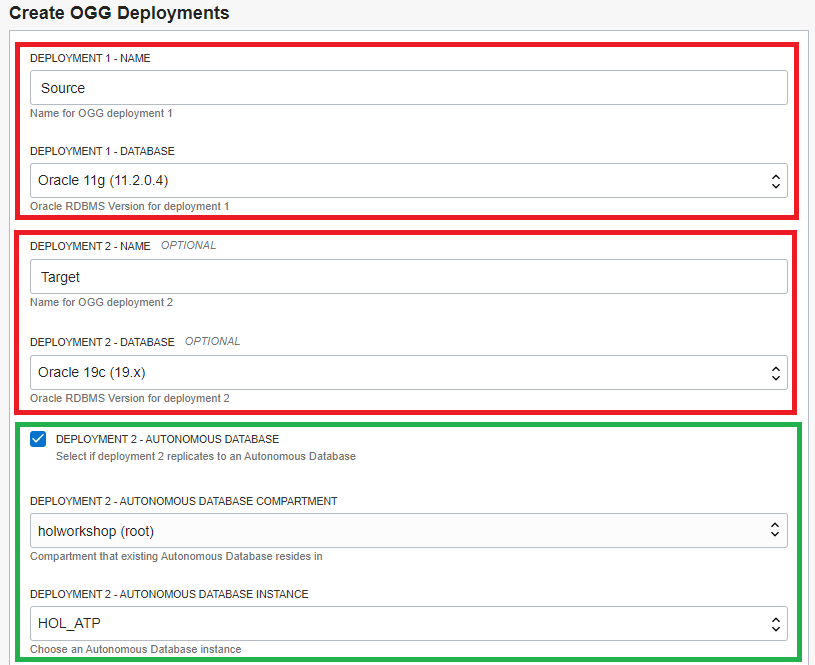 Create OGG Deployments
DEPLOYMENT 1 - NAME
Source
Name for OGG deployment 1
DEPLOYMENT 1 - DATABASE
Oracle 11g (11.2.0.4)
Oracle RDBMS Version for deployment 1
DEPLOYMENT 2 - NAME OPTIONAL
Target
Name for OGG deployment 2
DEPLOYMENT 2 - DATABASE OPTIONAL
Oracle 19c (19.x)
Oracle RDBMS Version for deployment 2
DEPLOYMENT 2 - AUTONOMOUS DATABASE
Select if deployment 2 replicates to an Autonomous Database
DEPLOYMENT 2 - AUTONOMOUS DATABASE COMPARTMENT
holworkshop (root)
Compartment that existing Autonomous Database resides in
DEPLOYMENT 2 - AUTONOMOUS DATABASE INSTANCE
HOL_ATP
Choose an Autonomous Database instance